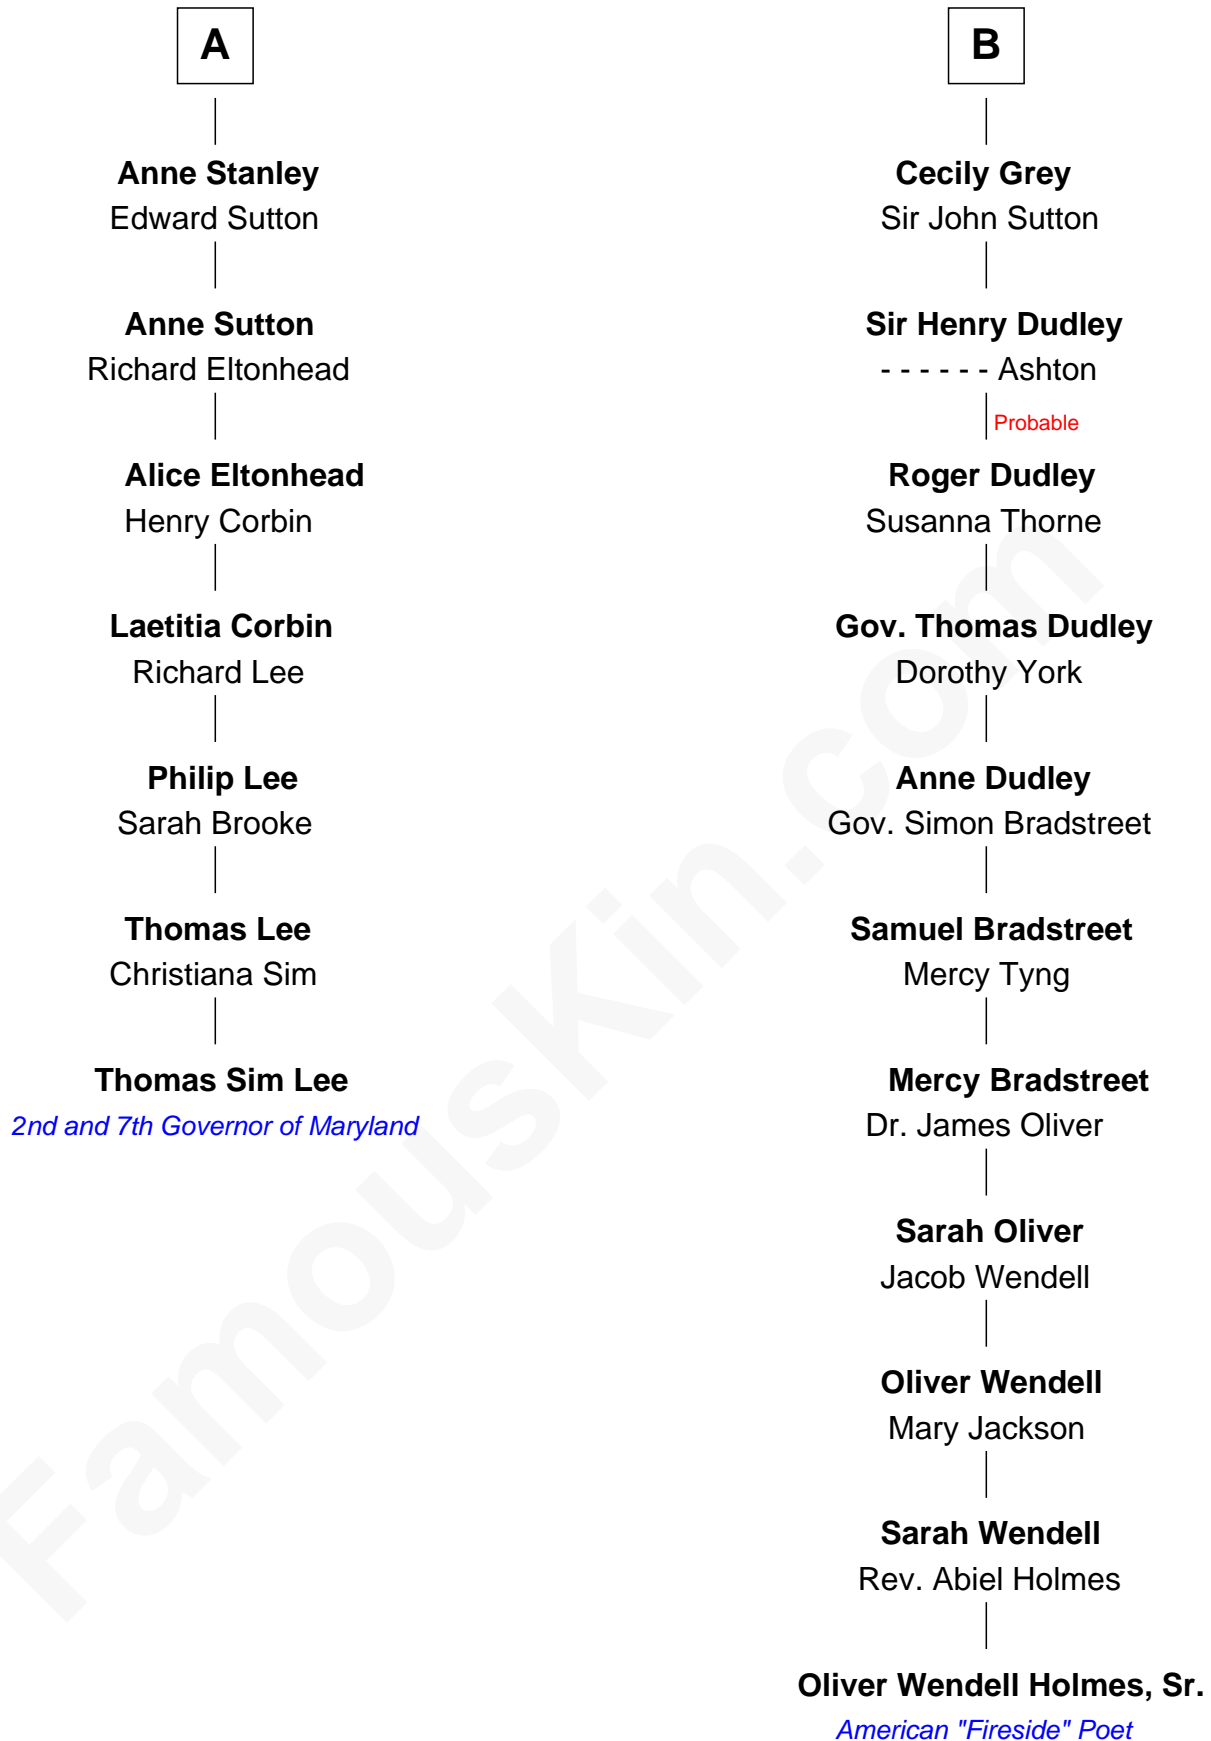 A
Anne Stanley
Edward Sutton
Anne Sutton
Richard Eltonhead
Alice Eltonhead
Henry Corbin
Laetitia Corbin
Richard Lee
Philip Lee
Sarah Brooke
Thomas Lee
Christiana Sim
Thomas Sim Lee
2nd and 7th Governor of Maryland
B
Cecily Grey
Sir John Sutton
Sir Henry Dudley
- - - - - - Ashton
Probable
Roger Dudley
Susanna Thorne
Gov. Thomas Dudley
Dorothy York
Anne Dudley
Gov. Simon Bradstreet
Samuel Bradstreet
Mercy Tyng
Mercy Bradstreet
Dr. James Oliver
Sarah Oliver
Jacob Wendell
Oliver Wendell
Mary Jackson
Sarah Wendell
Rev. Abiel Holmes
Oliver Wendell Holmes, Sr.
American "Fireside" Poet
FamousKin.com